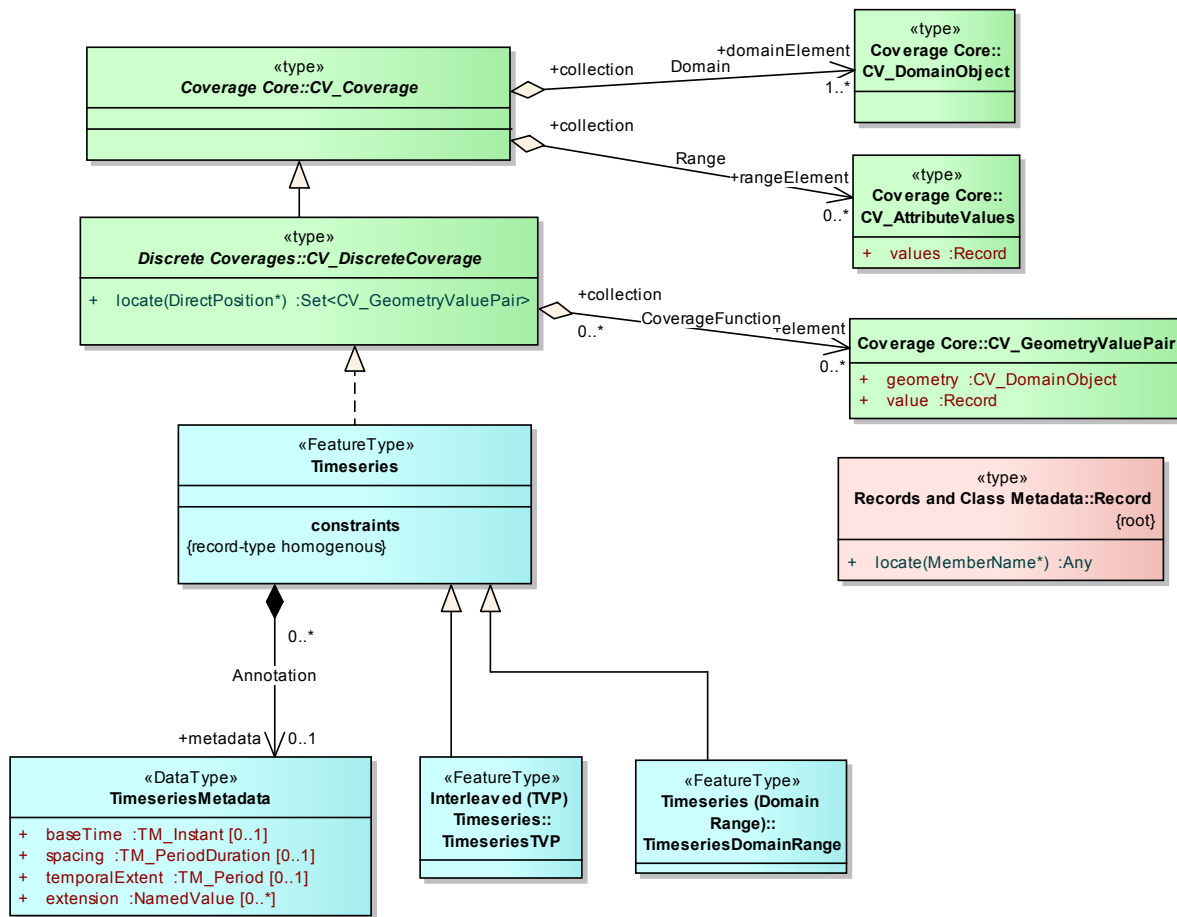 «type»
Coverage Core::CV_Coverage
+collection
Domain
+domainElement
1..*
«type»
Coverage Core::
CV_DomainObject
+collection
Range
+rangeElement
0..*
«type»
Coverage Core::
CV_AttributeValues
+ values :Record
«type»
Discrete Coverages::CV_DiscreteCoverage
+ locate(DirectPosition*) :Set<CV_GeometryValuePair>
+collection
0..*
CoverageFunction
+element
0..*
Coverage Core::CV_GeometryValuePair
+ geometry :CV_DomainObject
+ value :Record
«FeatureType»
Timeseries
constraints
{record-type homogenous}
«type»
Records and Class Metadata::Record
{root}
+ locate(MemberName*) :Any
0..*
Annotation
+metadata
0..1
«DataType»
TimeseriesMetadata
+ baseTime :TM_Instant [0..1]
+ spacing :TM_PeriodDuration [0..1]
+ temporalExtent :TM_Period [0..1]
+ extension :NamedValue [0..*]
«FeatureType»
Interleaved (TVP)
Timeseries::
TimeseriesTVP
«FeatureType»
Timeseries (Domain
Range)::
TimeseriesDomainRange